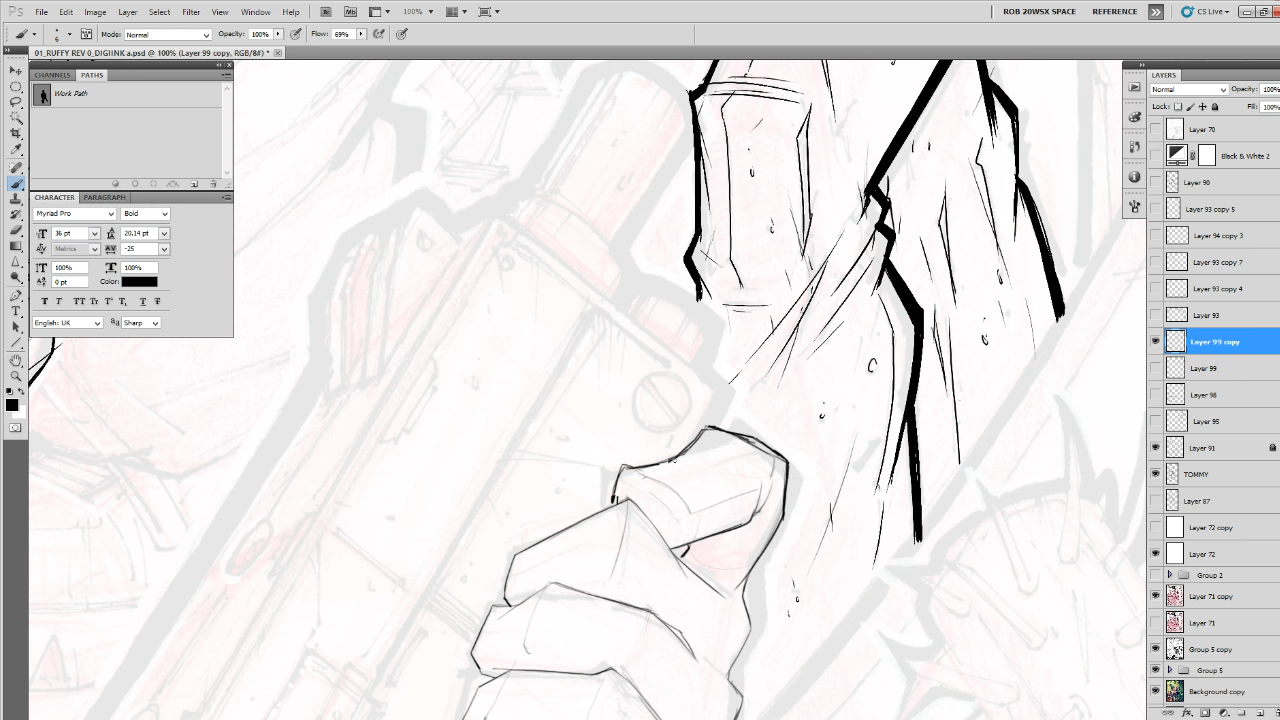 Ps File Edit Image Layer Select Filter View Window Help Br Mb 100% ROB 20WSX SPACE REFERENCE CS Live
6 Mode: Normal Opacity: 100% Flow: 69%
01_RUFFY REV 0_DIGIINK a.psd @ 100% (Layer 99 copy, RGB/8#) *
CHANNELS PATHS
Work Path
CHARACTER PARAGRAPH
Myriad Pro Bold
36 pt 20,14 pt
Metrics -25
100% 100%
0 pt Color:
English: UK Sharp
LAYERS
Normal Opacity: 100%
Lock: Fill: 100%
Layer 70
Black & White 2
Layer 90
Layer 93 copy 5
Layer 94 copy 3
Layer 93 copy 7
Layer 93 copy 4
Layer 93
Layer 99 copy
Layer 99
Layer 98
Layer 95
Layer 91
TOMMY
Layer 87
Layer 72 copy
Layer 72
Group 2
Layer 71 copy
Layer 71
Group 5 copy
Group 5
Background copy